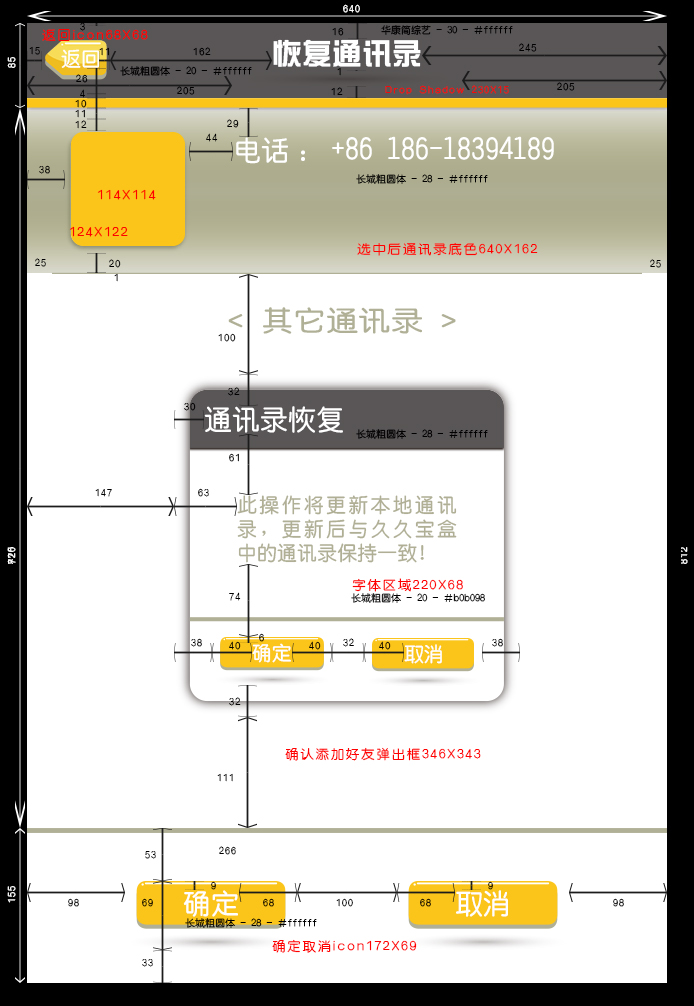 640
3
16
华康简综艺 - 30 - #ffffff
返回icon68X68
15
返回
11
162
恢复通讯录
245
85
长城粗圆体 - 20 - #ffffff
1
26
205
12
Drop Shadow 236X15
205
4
10
11
12
29
44
电话 ： +86 186-18394189
38
长城粗圆体 - 28 - #ffffff
114X114
124X122
选中后通讯录底色640X162
25
20
25
1
< 其它通讯录 >
100
32
30
通讯录恢复
长城粗圆体 - 28 - #ffffff
61
147
63
此操作将更新本地通讯
录，更新后与久久宝盒
中的通讯录保持一致!
718
字体区域220X68
74
长城粗圆体 - 20 - #b0b098
38
40
6
确定
40
32
40
取消
38
32
确认添加好友弹出框346X343
111
53
266
155
98
69
9
确定
68
100
68
9
取消
98
长城粗圆体 - 28 - #ffffff
确定取消icon172X69
33